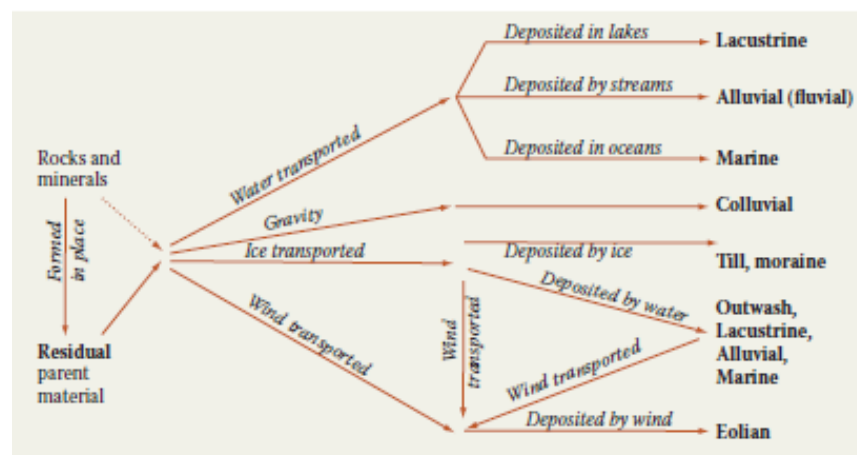 Deposited in lakes
Lacustrine
Deposited by streams
Alluvial (fluvial)
Water transported
Deposited in oceans
Marine
Rocks and
minerals
Gravity
Colluvial
Formed
in place
Ice transported
Deposited by ice
Till, moraine
Deposited by water
Wind transported
Wind
transported
Outwash,
Lacustrine,
Alluvial,
Marine
Wind transported
Residual
parent
material
Deposited by wind
Eolian